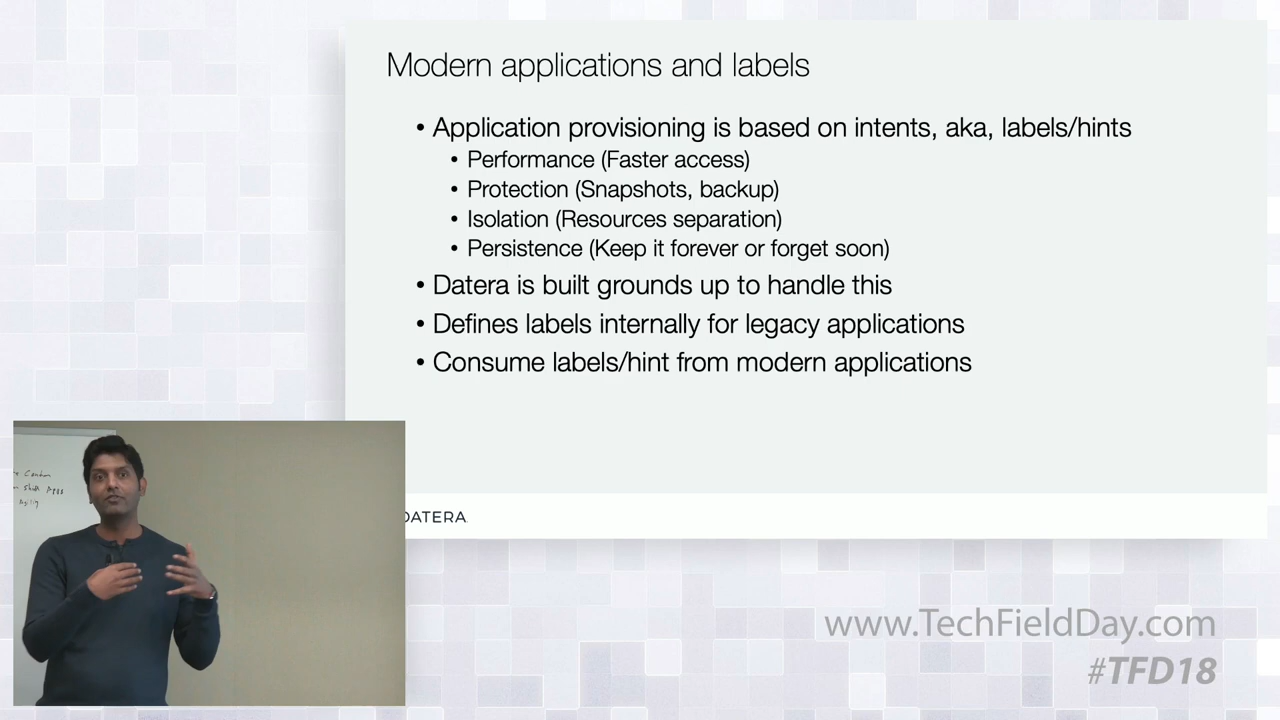 Modern applications and labels
• Application provisioning is based on intents, aka, labels/hints
• Performance (Faster access)
• Protection (Snapshots, backup)
• Isolation (Resources separation)
• Persistence (Keep it forever or forget soon)
• Datera is built grounds up to handle this
• Defines labels internally for legacy applications
• Consume labels/hint from modern applications
DATERA
www.TechFieldDay.com
#TFD18